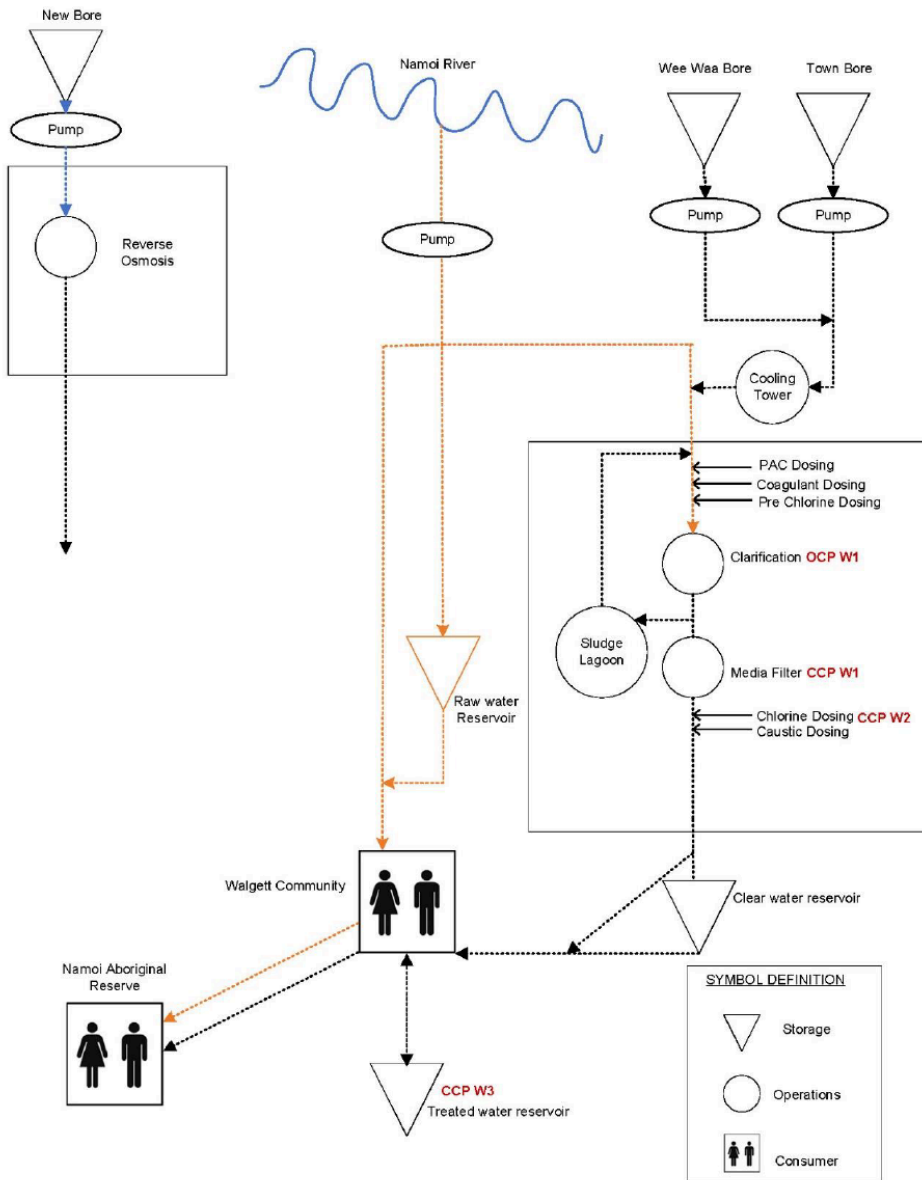 New Bore
Pump
Reverse
Osmosis
Namoi River
Pump
Wee Waa Bore
Town Bore
Pump
Pump
Cooling
Tower
PAC Dosing
Coagulant Dosing
Pre Chlorine Dosing
Clarification OCP W1
Sludge
Lagoon
Media Filter CCP W1
Chlorine Dosing CCP W2
Caustic Dosing
Raw water
Reservoir
Walgett Community
Clear water reservoir
Namoi Aboriginal
Reserve
CCP W3
Treated water reservoir
SYMBOL DEFINITION
Storage
Operations
Consumer